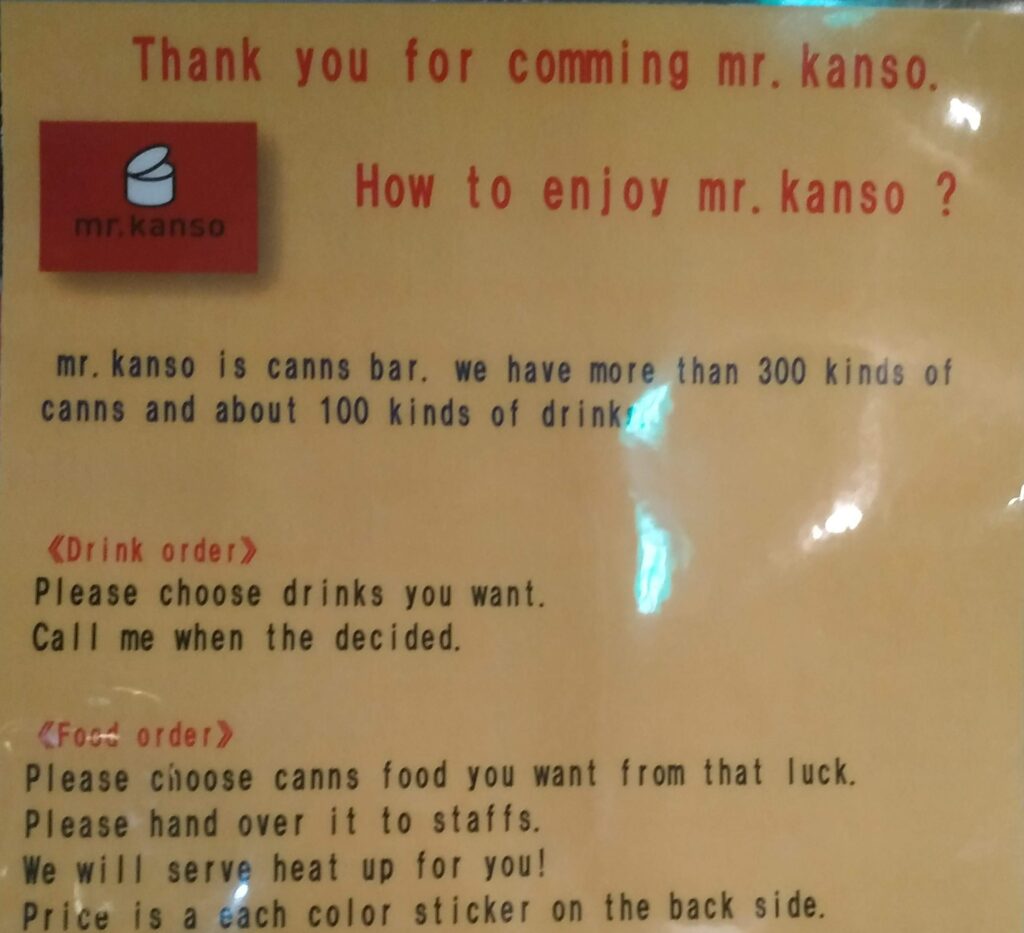 Thank you for comming mr.kanso.
mr.kanso
How to enjoy mr.kanso ?
mr.kanso is canns bar. we have more than 300 kinds of
canns and about 100 kinds of drinks.
《Drink order》
Please choose drinks you want.
Call me when the decided.
《Food order》
Please choose canns food you want from that luck.
Please hand over it to staffs.
We will serve heat up for you!
Price is a each color sticker on the back side.